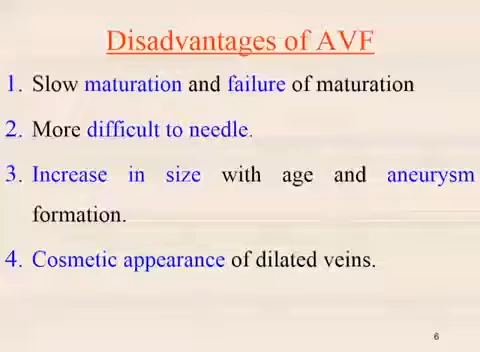 Disadvantages of AVF
1. Slow maturation and failure of maturation
2. More difficult to needle.
3. Increase in size with age and aneurysm
formation.
4. Cosmetic appearance of dilated veins.
6